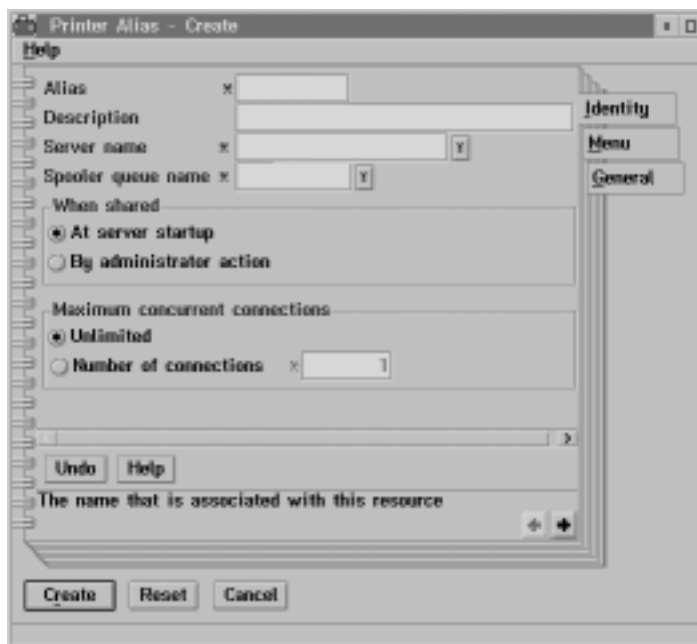 Printer Alias - Create
Help
Alias *
Description
Server name *
Spooler queue name *
When shared
At server startup
By administrator action
Maximum concurrent connections
Unlimited
Number of connections * 1
Undo Help
The name that is associated with this resource
Create Reset Cancel
Identity
Menu
General